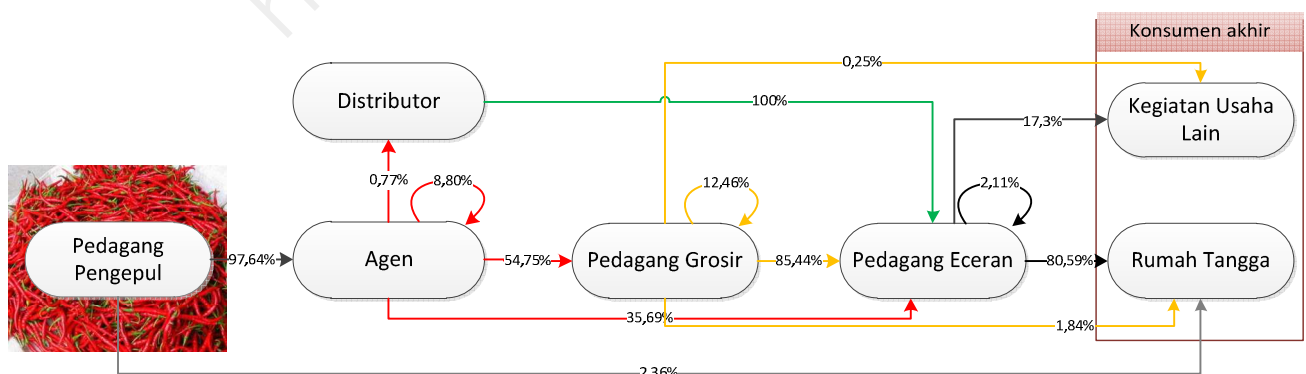 Konsumen akhir
0,25%
Distributor
100%
Kegiatan Usaha
Lain
17,3%
0,77%
8,80%
12,46%
2,11%
Pedagang
Pengepul
97,64%
Agen
54,75%
Pedagang Grosir
85,44%
Pedagang Eceran
80,59%
Rumah Tangga
35,69%
1,84%
2,36%